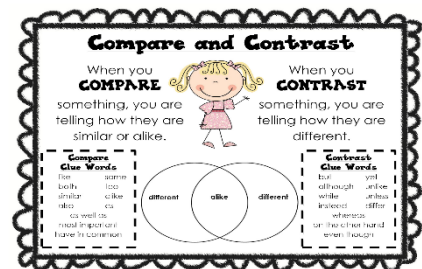 Compare and Contrast
When you
COMPARE
something, you are
telling how they are
similar or alike.
When you
CONTRAST
something, you are
telling how they are
different.
Compare
Clue Words
like same
both too
similar alike
also as
as well as
most important
have in common
different alike different
Contrast
Clue Words
but yet
although unlike
while unless
instead differ
whereas
on the other hand
even though